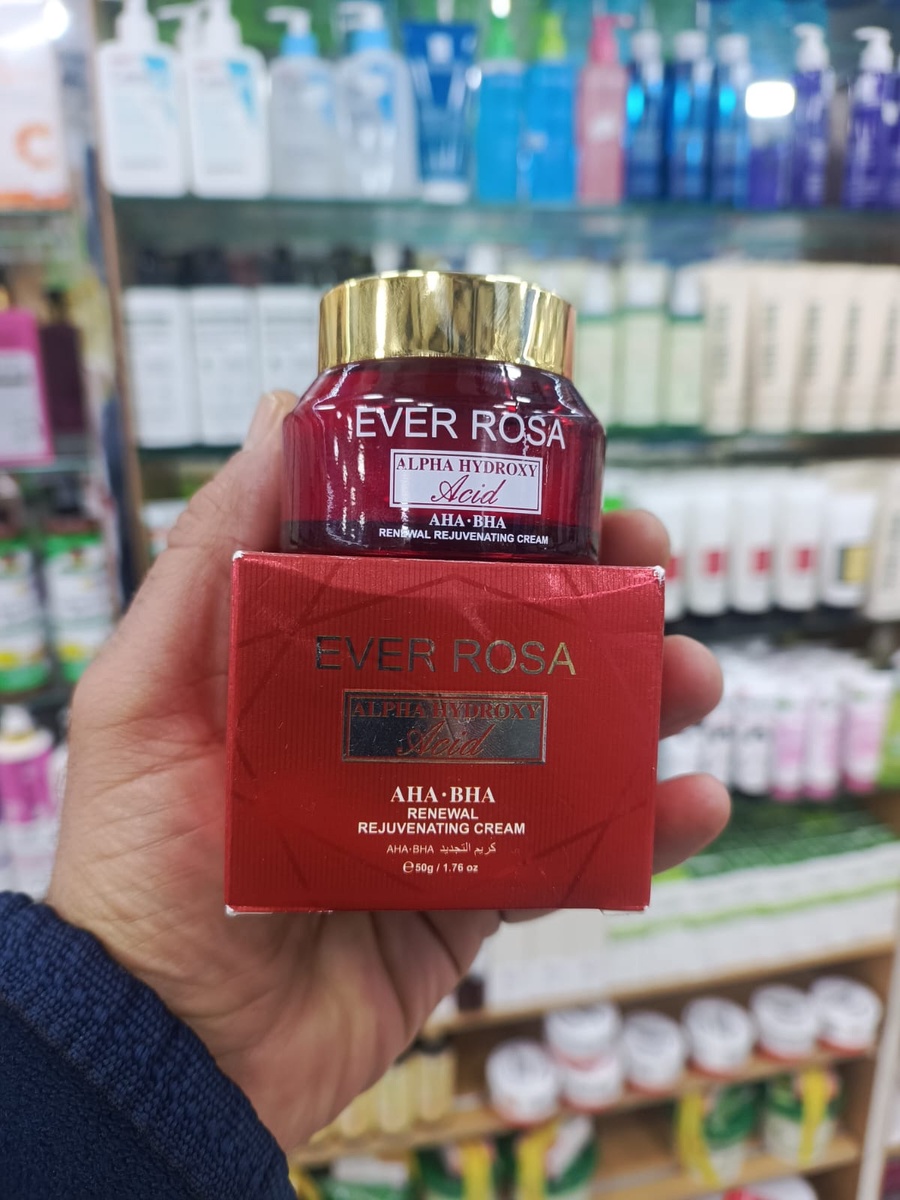 EVER ROSA
ALPHA HYDROXY
Acid
AHA·BHA
RENEWAL REJUVENATING CREAM
EVER ROSA
ALPHA HYDROXY
Acid
AHA·BHA
RENEWAL
REJUVENATING CREAM
كريم التجديد AHA·BHA
℮50g / 1.76 oz